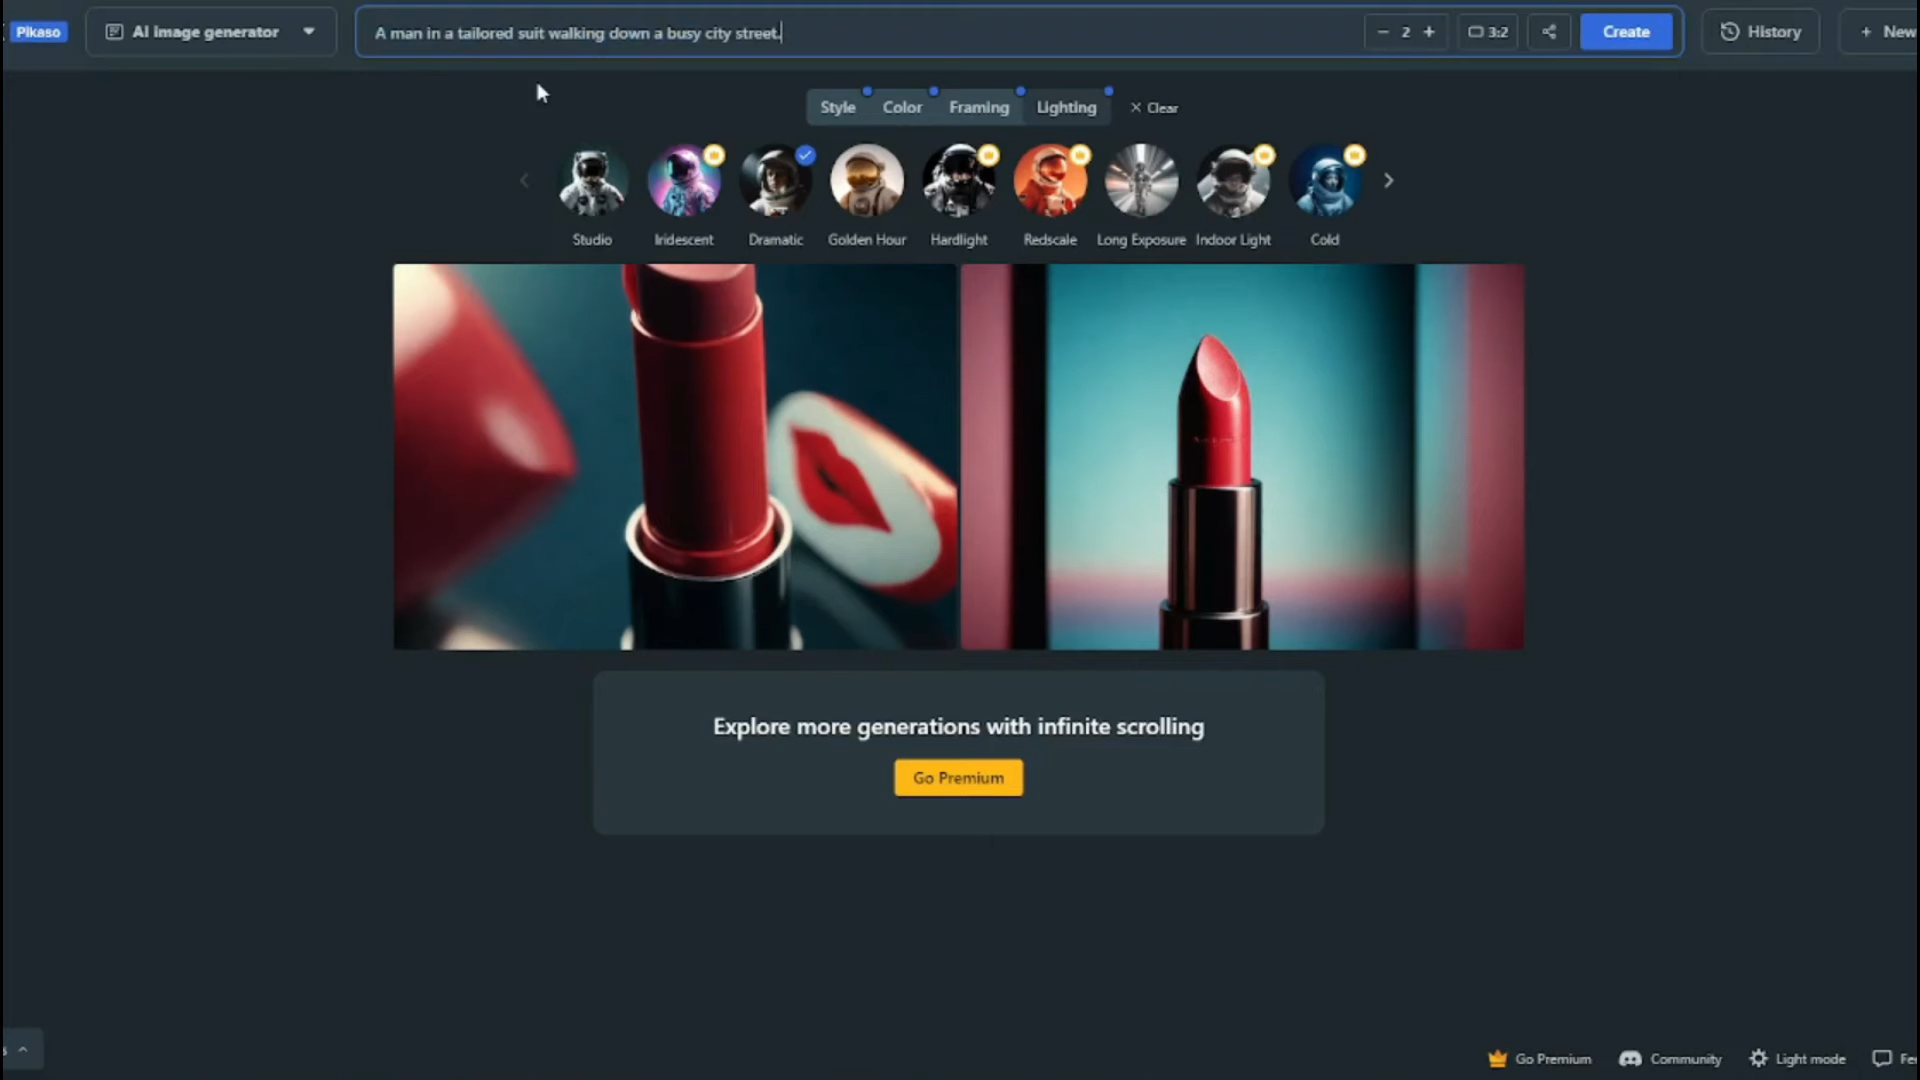 Pikaso
AI Image generator
A man in a tailored suit walking down a busy city street.
2
3:2
Create
History
+ New
Style
Color
Framing
Lighting
Clear
Studio
Iridescent
Dramatic
Golden Hour
Hardlight
Redscale
Long Exposure
Indoor Light
Cold
Explore more generations with infinite scrolling
Go Premium
Go Premium
Community
Light mode